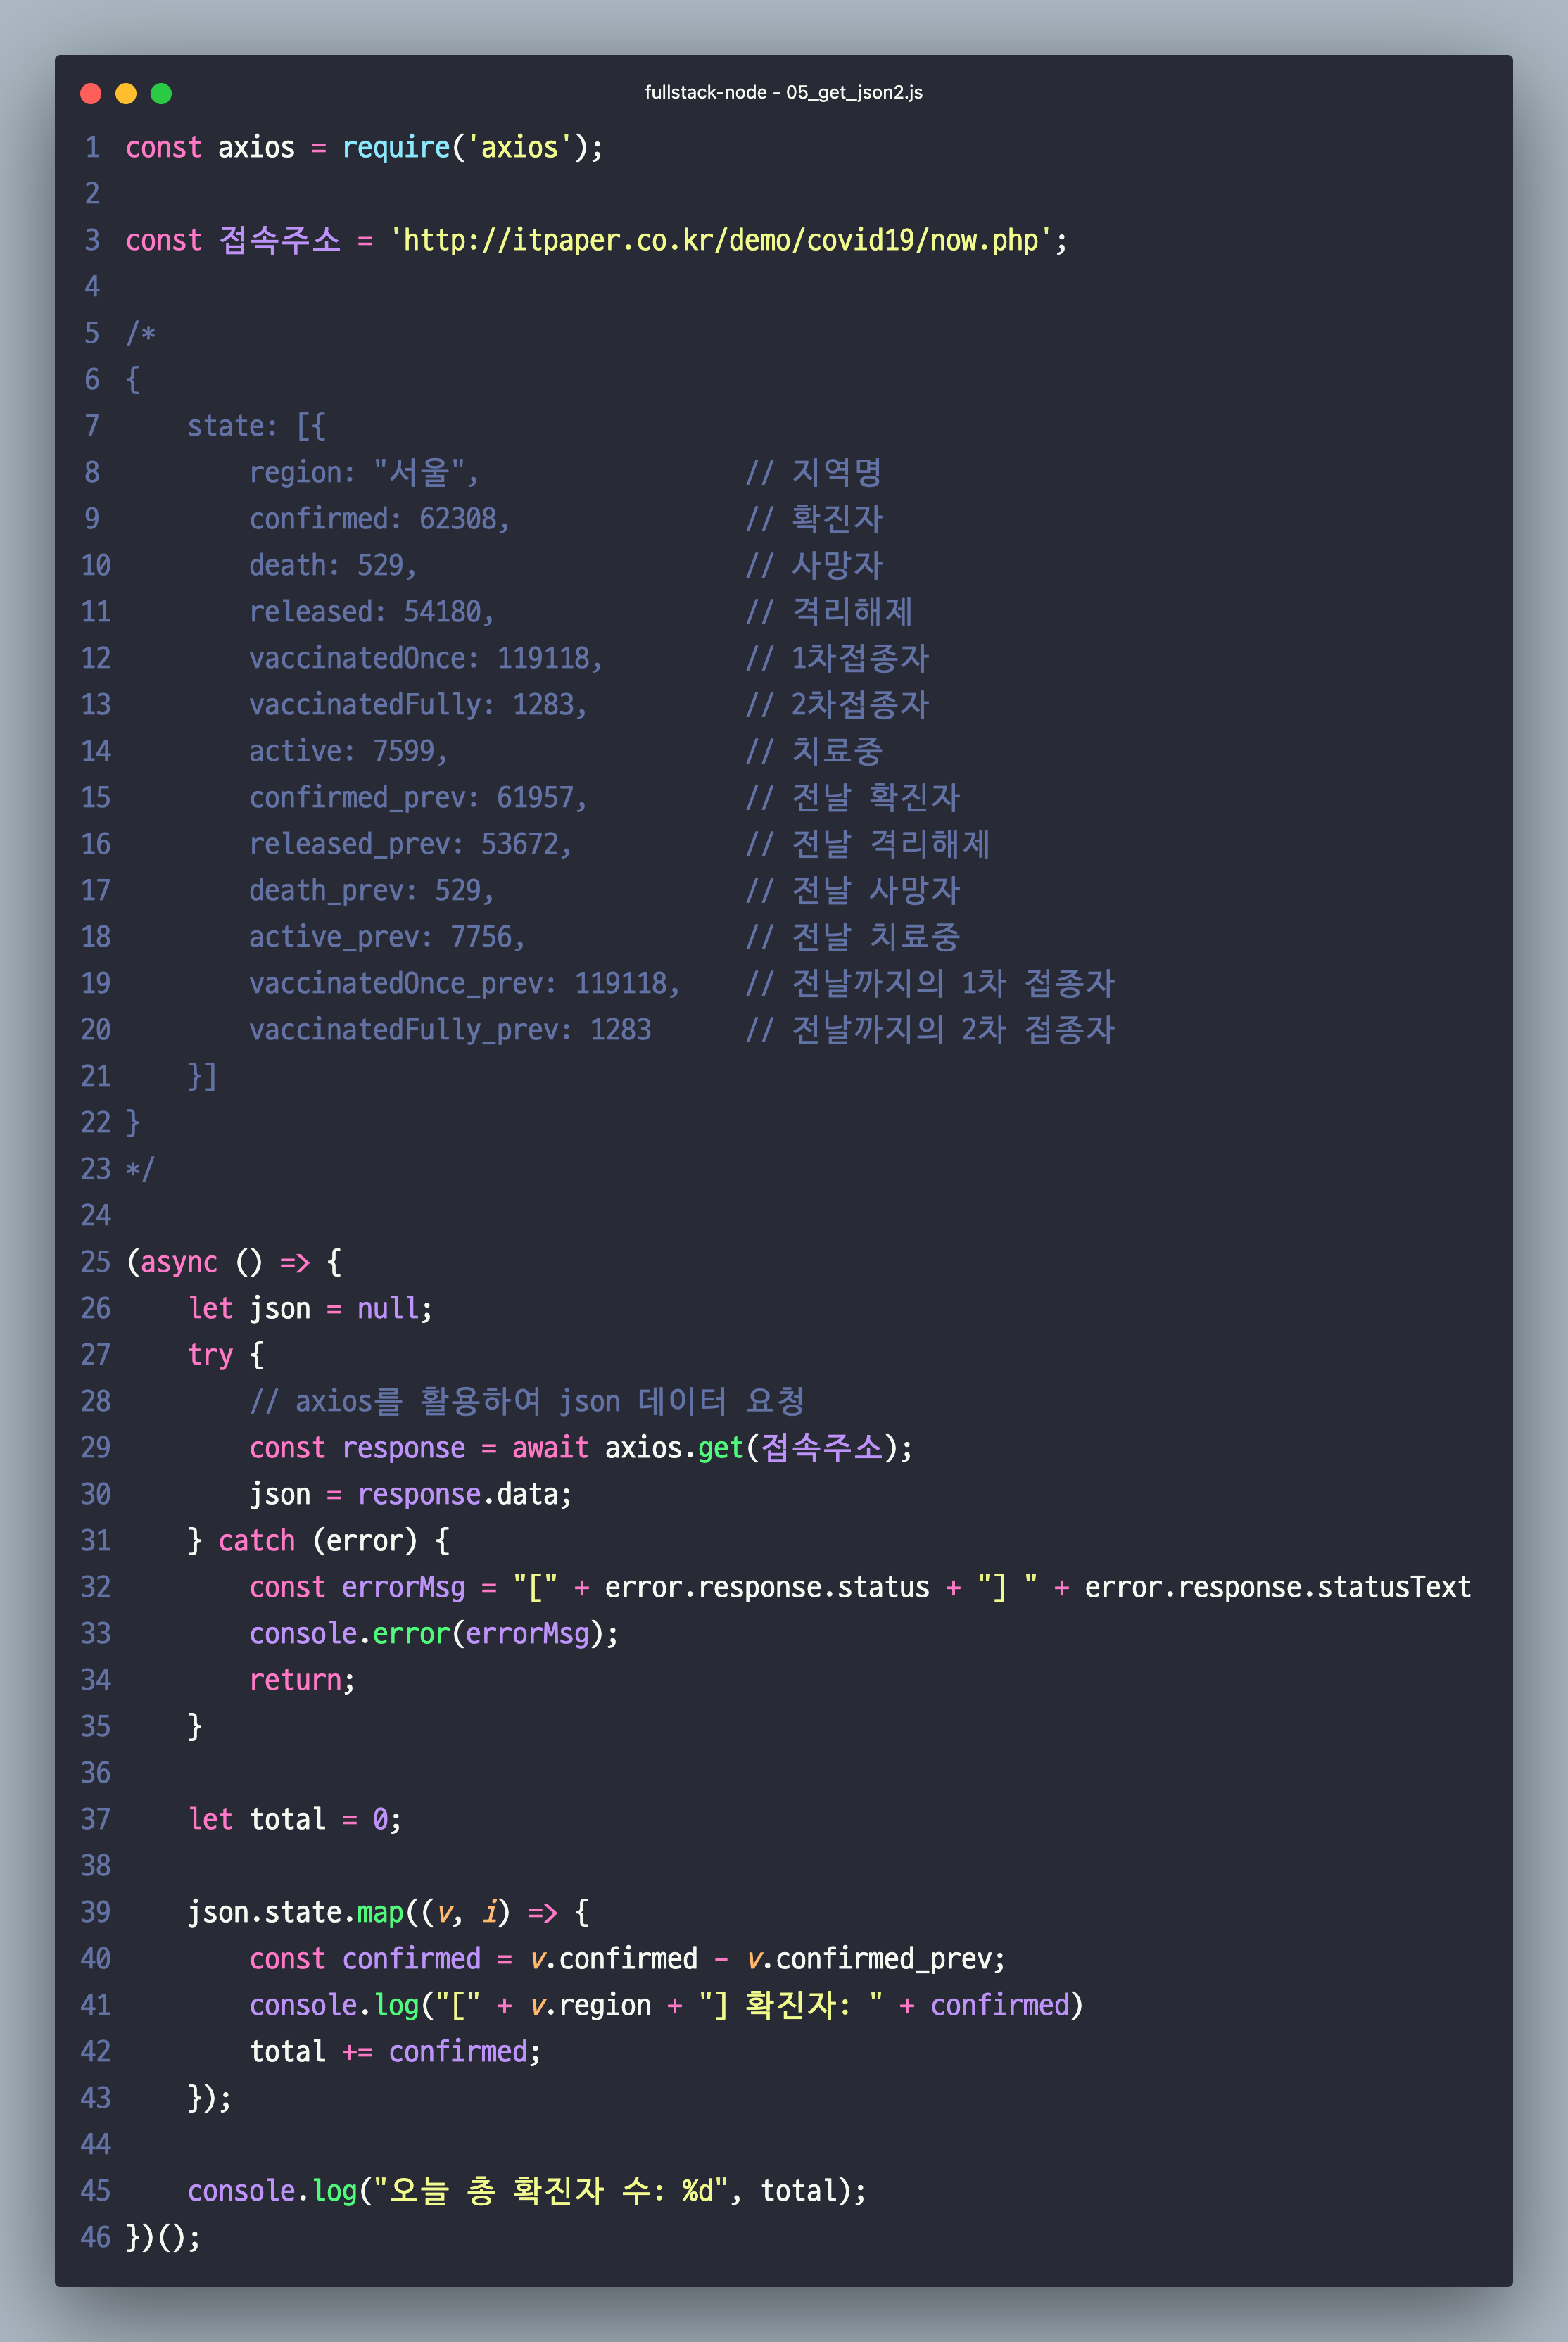 fullstack-node - 05_get_json2.js
1 const axios = require('axios');
2
3 const 접속주소 = 'http://itpaper.co.kr/demo/covid19/now.php';
4
5 /*
6 {
7     state: [{
8         region: "서울",                 // 지역명
9         confirmed: 62308,               // 확진자
10         death: 529,                     // 사망자
11         released: 54180,                // 격리해제
12         vaccinatedOnce: 119118,         // 1차접종자
13         vaccinatedFully: 1283,          // 2차접종자
14         active: 7599,                   // 치료중
15         confirmed_prev: 61957,          // 전날 확진자
16         released_prev: 53672,           // 전날 격리해제
17         death_prev: 529,                // 전날 사망자
18         active_prev: 7756,              // 전날 치료중
19         vaccinatedOnce_prev: 119118,    // 전날까지의 1차 접종자
20         vaccinatedFully_prev: 1283      // 전날까지의 2차 접종자
21     }]
22 }
23 */
24
25 (async () => {
26     let json = null;
27     try {
28         // axios를 활용하여 json 데이터 요청
29         const response = await axios.get(접속주소);
30         json = response.data;
31     } catch (error) {
32         const errorMsg = "[" + error.response.status + "] " + error.response.statusText
33         console.error(errorMsg);
34         return;
35     }
36
37     let total = 0;
38
39     json.state.map((v, i) => {
40         const confirmed = v.confirmed - v.confirmed_prev;
41         console.log("[" + v.region + "] 확진자: " + confirmed)
42         total += confirmed;
43     });
44
45     console.log("오늘 총 확진자 수: %d", total);
46 })();